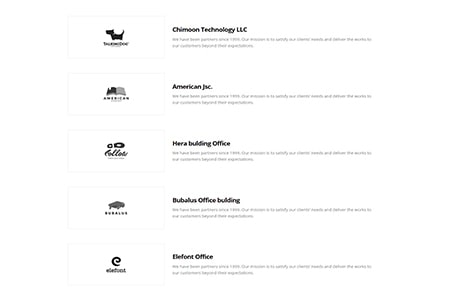 Chimoon Technology LLC
We have been partners since 1999. Our mission is to satisfy our clients' needs and deliver the works to
our customers beyond their expectations.
American Jsc.
AMERICAN
We have been partners since 1999. Our mission is to satisfy our clients' needs and deliver the works to
our customers beyond their expectations.
Hera bulding Office
We have been partners since 1999. Our mission is to satisfy our clients' needs and deliver the works to
our customers beyond their expectations.
Bubalus Office bulding
BUBALUS
We have been partners since 1999. Our mission is to satisfy our clients' needs and deliver the works to
our customers beyond their expectations.
Elefont Office
elefont
We have been partners since 1999. Our mission is to satisfy our clients' needs and deliver the works to
our customers beyond their expectations.